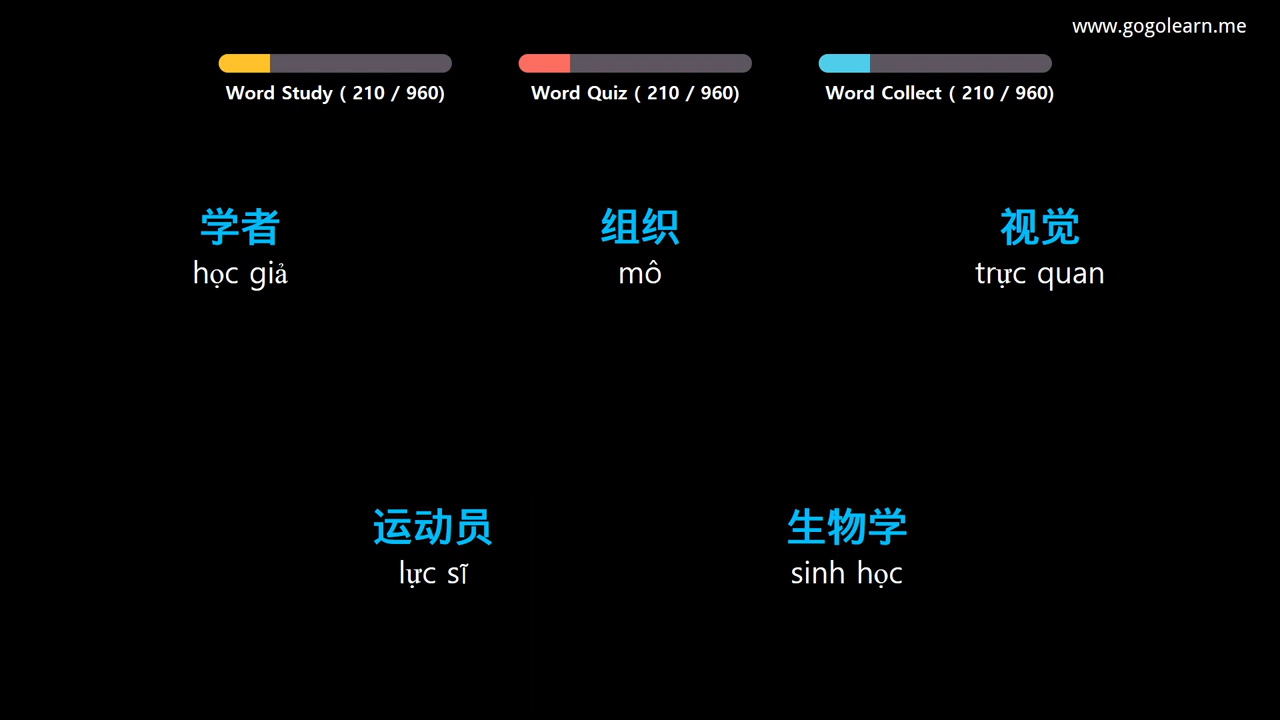 www.gogolearn.me
Word Study ( 210 / 960)
Word Quiz ( 210 / 960)
Word Collect ( 210 / 960)
学者
học giả
组织
mô
视觉
trực quan
运动员
lực sĩ
生物学
sinh học